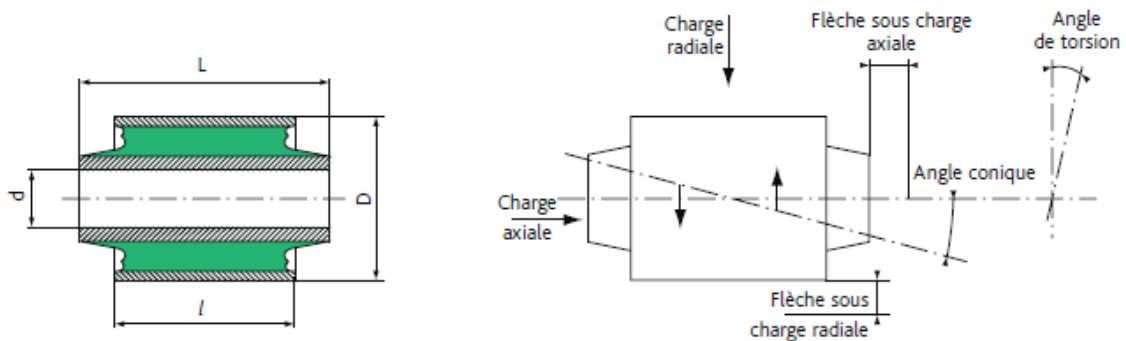 L
d
D
l
Charge
radiale
Flèche sous charge
axiale
Angle
de torsion
Angle conique
Charge
axiale
Flèche sous
charge radiale